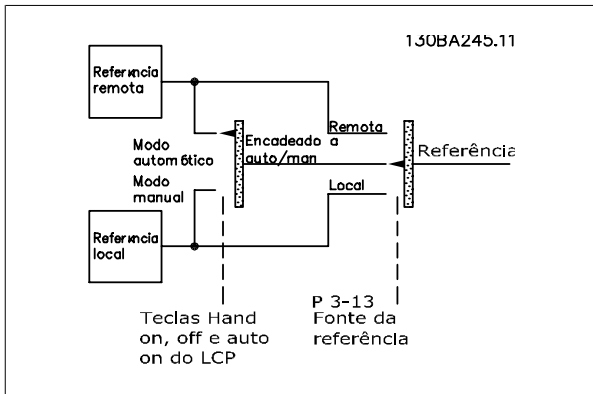 130BA245.11
Referência
remota
Remota
Modo
automático
Encadeado a
auto/man
Referência
Modo
manual
Local
Referência
local
Teclas Hand
on, off e auto
on do LCP
P 3-13
Fonte da
referência